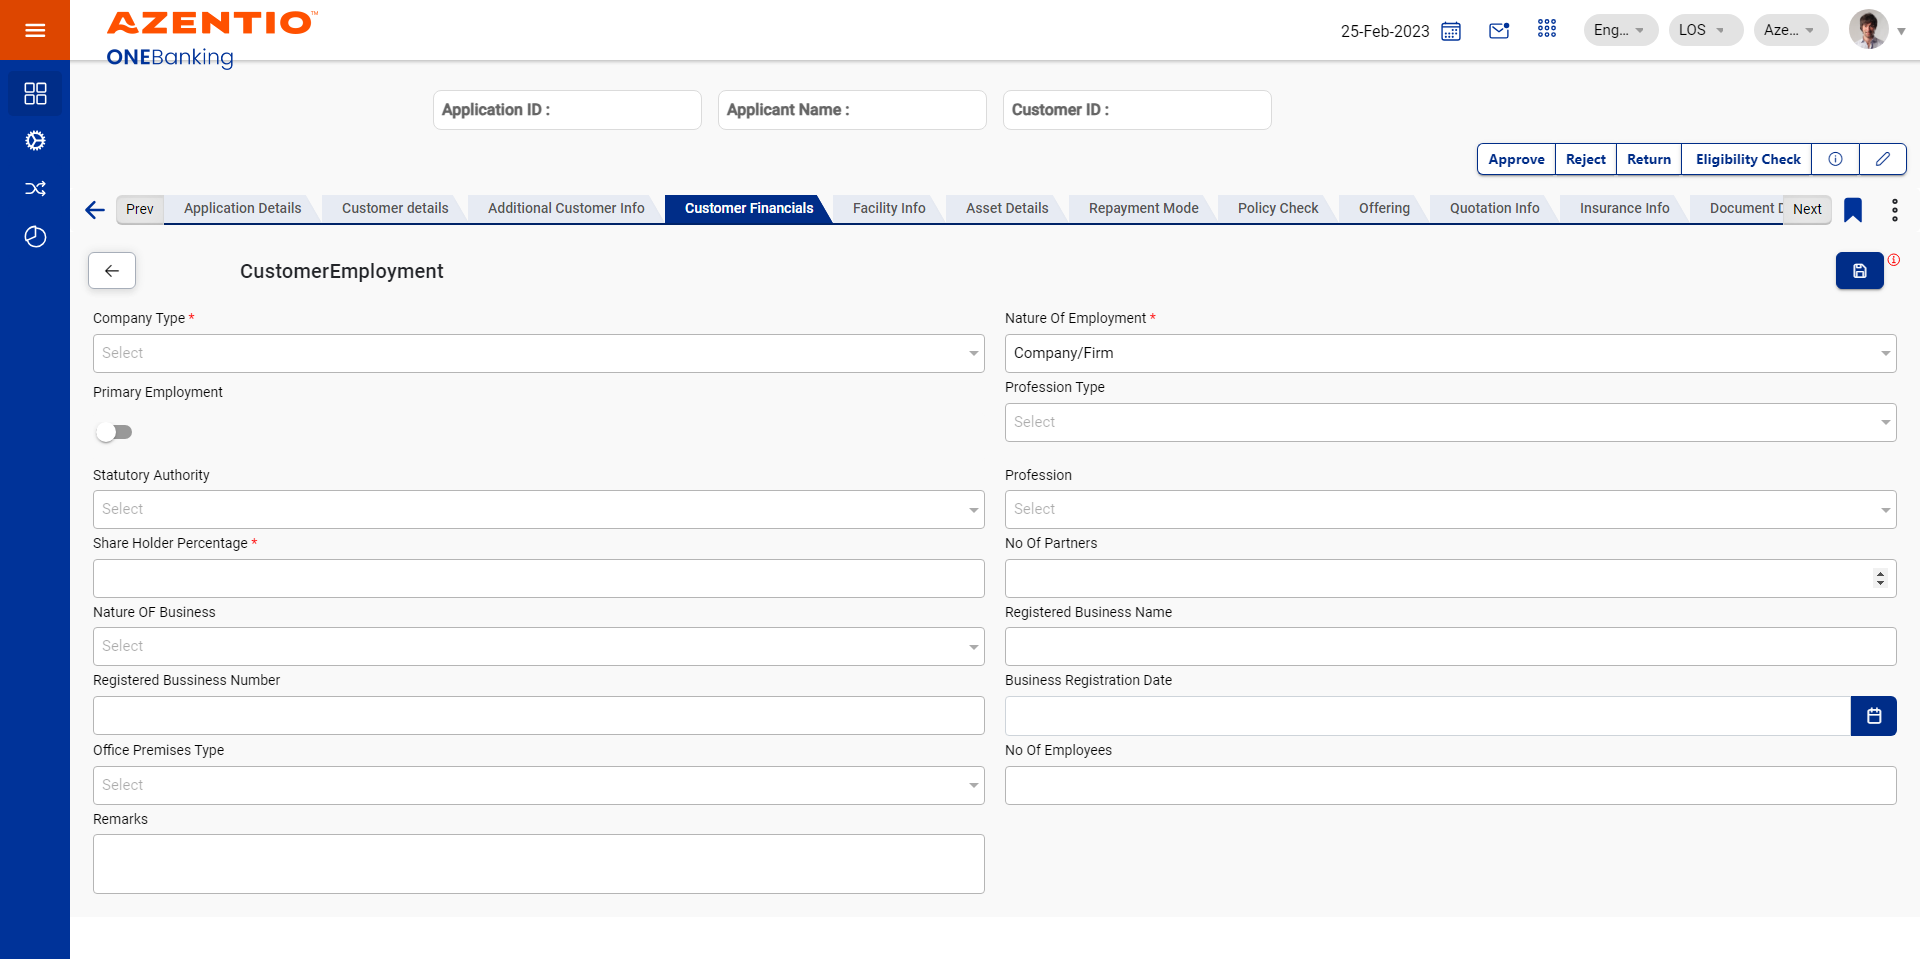 AZENTIO™
ONEBanking
25-Feb-2023
Eng...
LOS
Aze...
Application ID :
Applicant Name :
Customer ID :
Approve
Reject
Return
Eligibility Check
Prev
Application Details
Customer details
Additional Customer Info
Customer Financials
Facility Info
Asset Details
Repayment Mode
Policy Check
Offering
Quotation Info
Insurance Info
Document D
Next
CustomerEmployment
Company Type *
Nature Of Employment *
Select
Company/Firm
Primary Employment
Profession Type
Select
Statutory Authority
Profession
Select
Select
Share Holder Percentage *
No Of Partners
Nature OF Business
Registered Business Name
Select
Registered Bussiness Number
Business Registration Date
Office Premises Type
No Of Employees
Select
Remarks